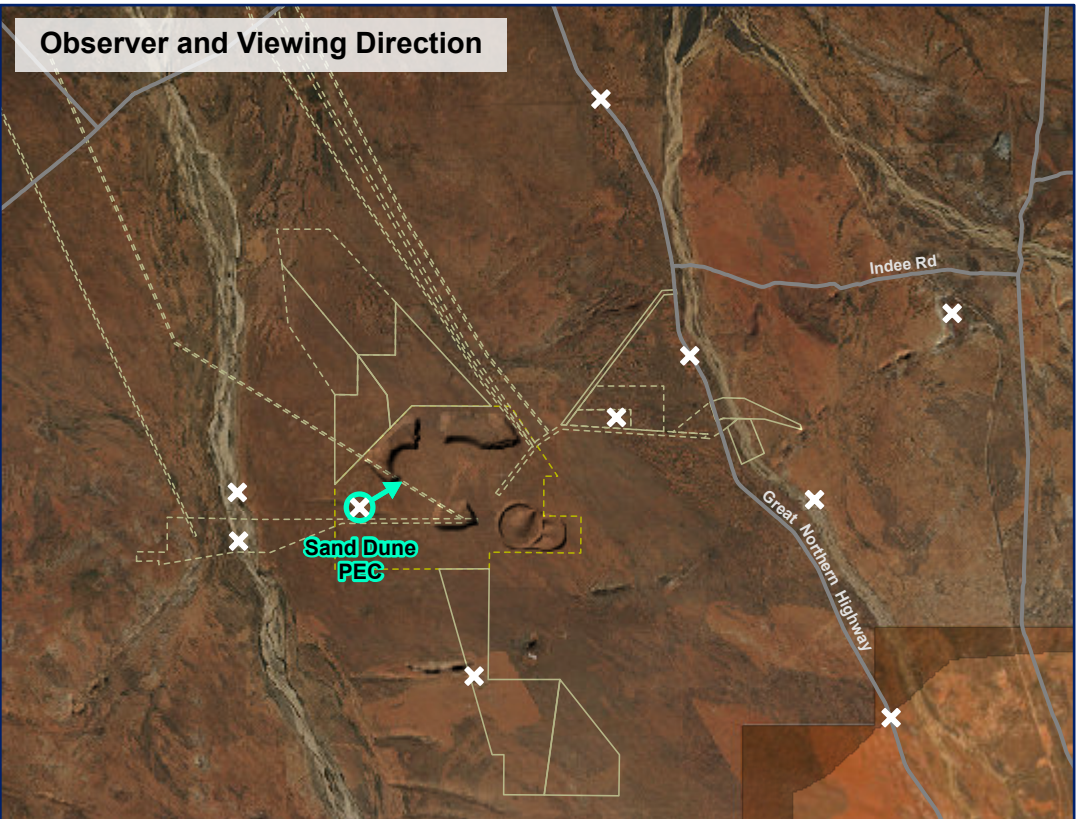 Observer and Viewing Direction
Indee Rd
Great Northern Highway
Sand Dune
PEC